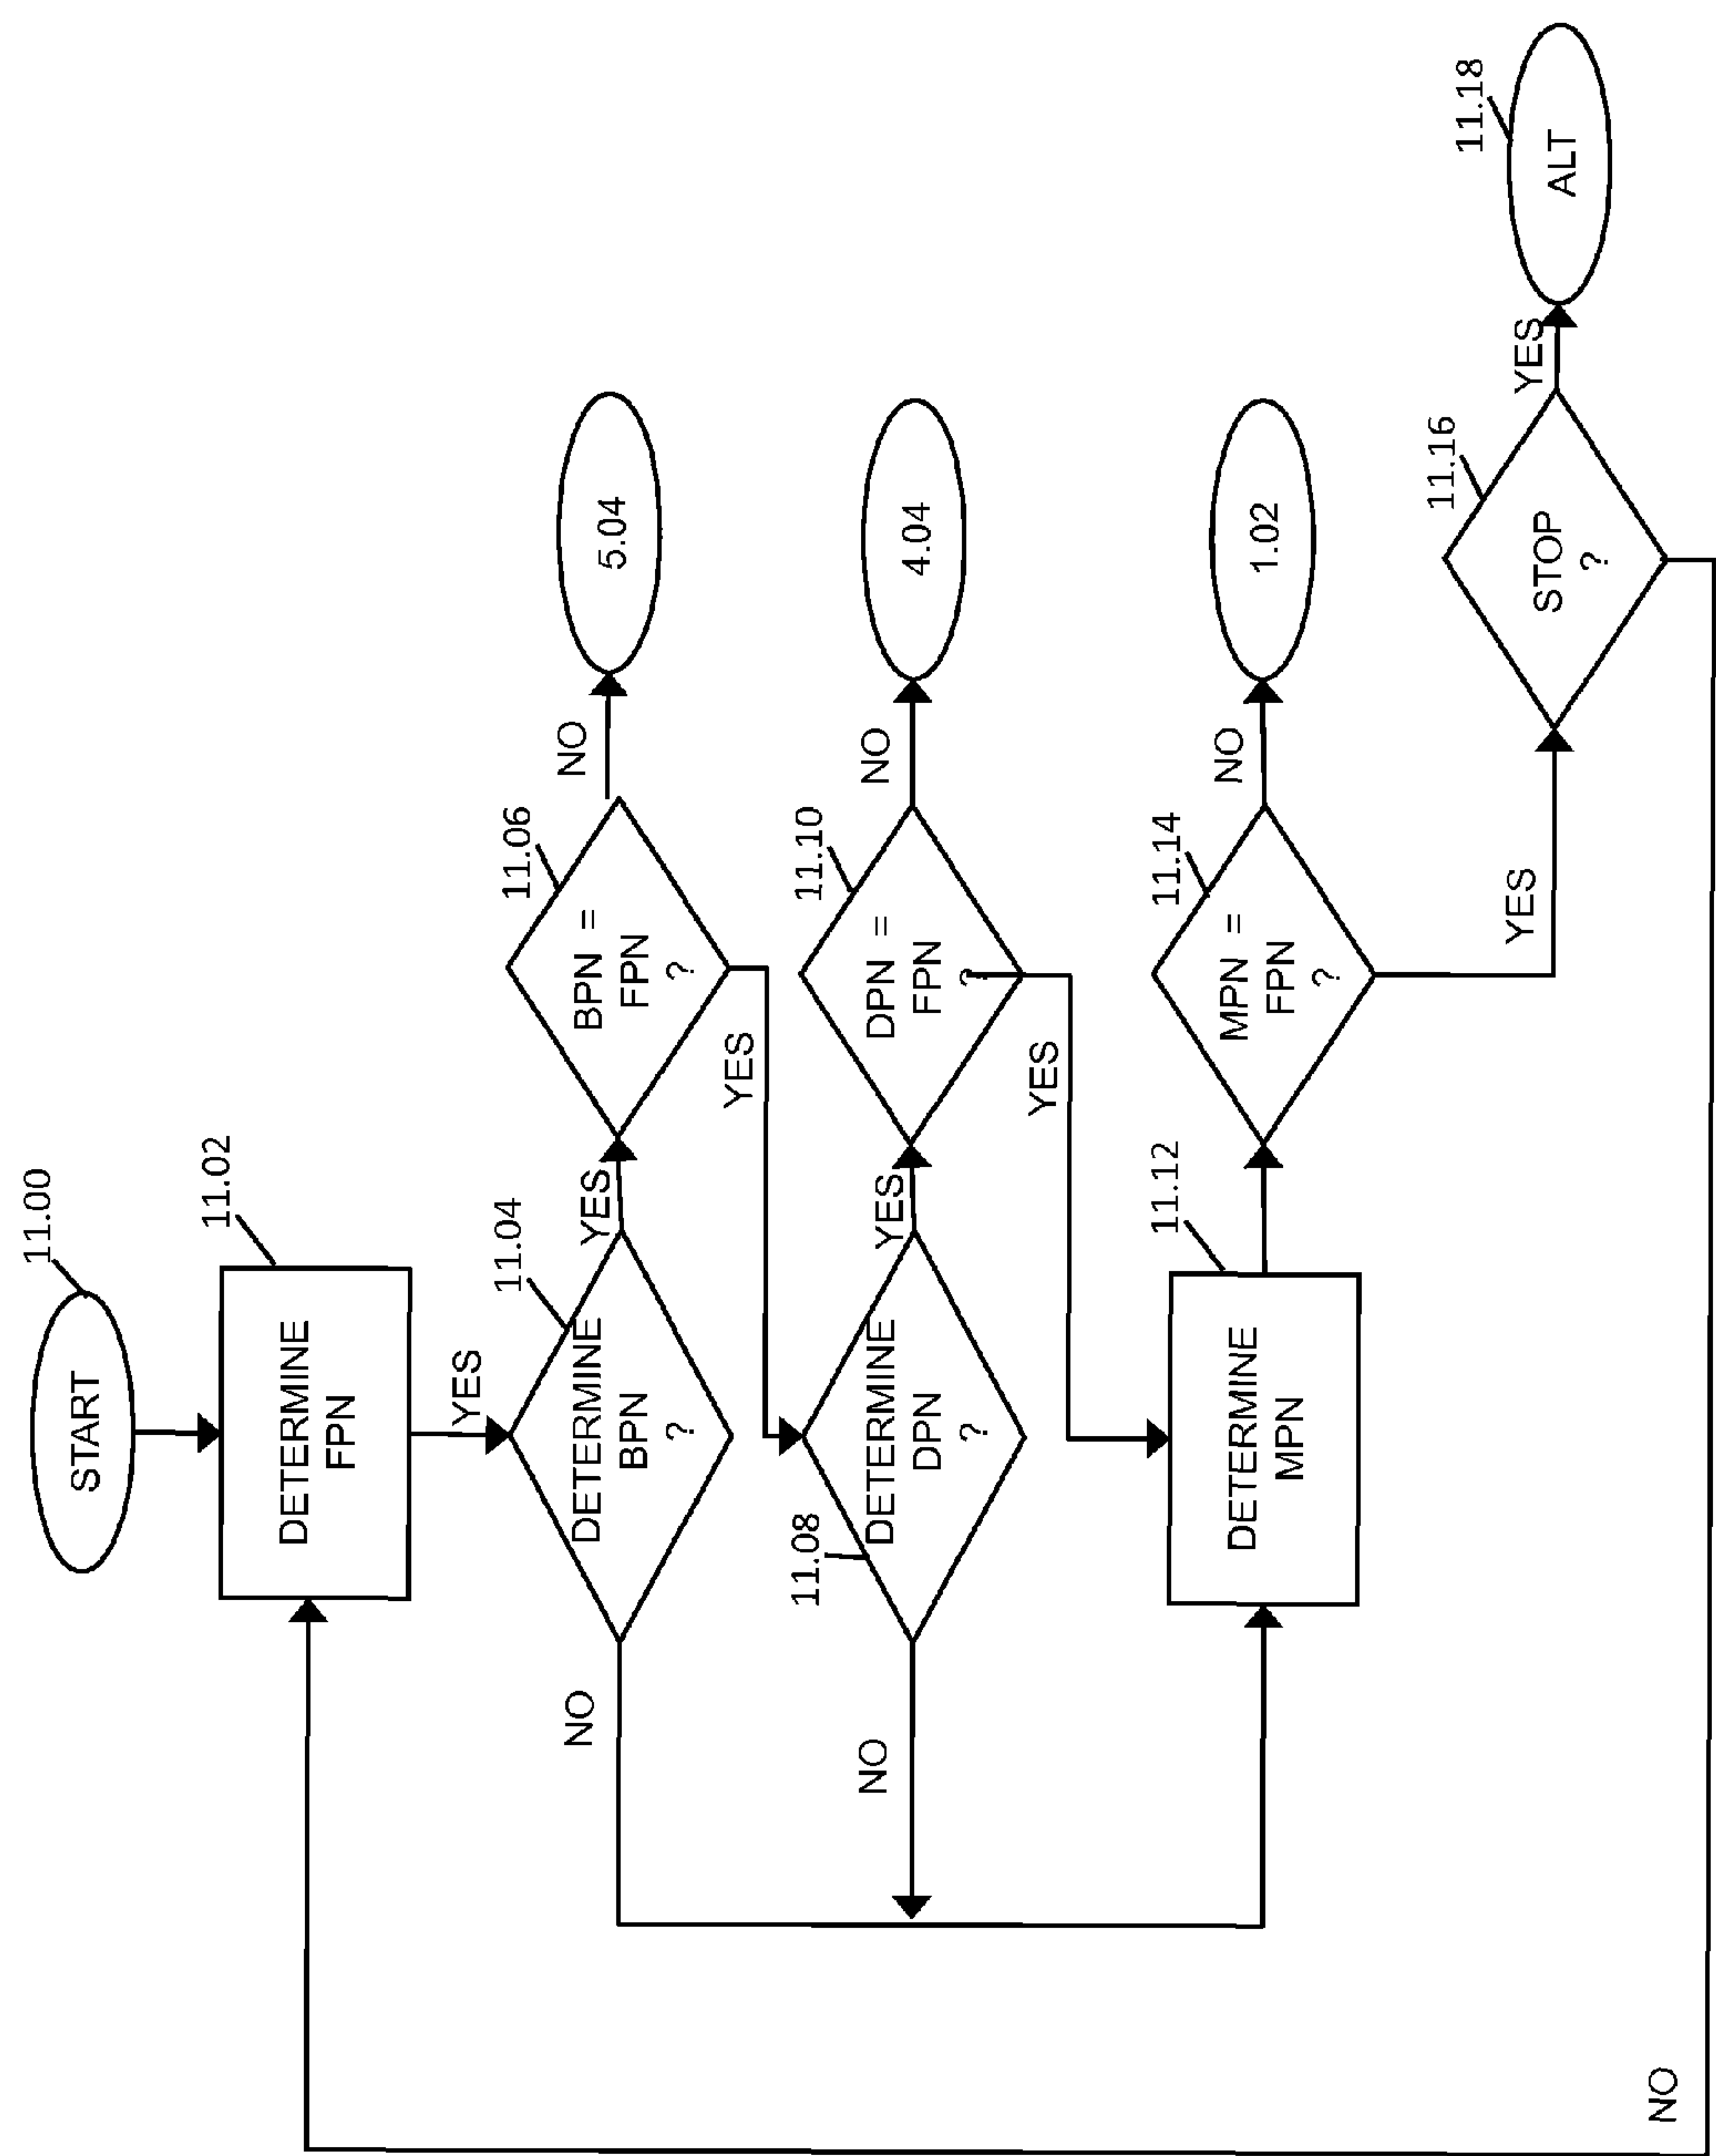 11.00
START
11.02
DETERMINE
FPN
YES
11.04
DETERMINE
BPN
?
NO
YES
11.06
BPN =
FPN
?
NO
5.04
YES
11.08
DETERMINE
DPN
?
NO
YES
11.10
DPN =
FPN
?
NO
4.04
YES
11.12
DETERMINE
MPN
11.14
MPN =
FPN
?
NO
1.02
YES
11.16
STOP
?
YES
11.18
ALT
NO